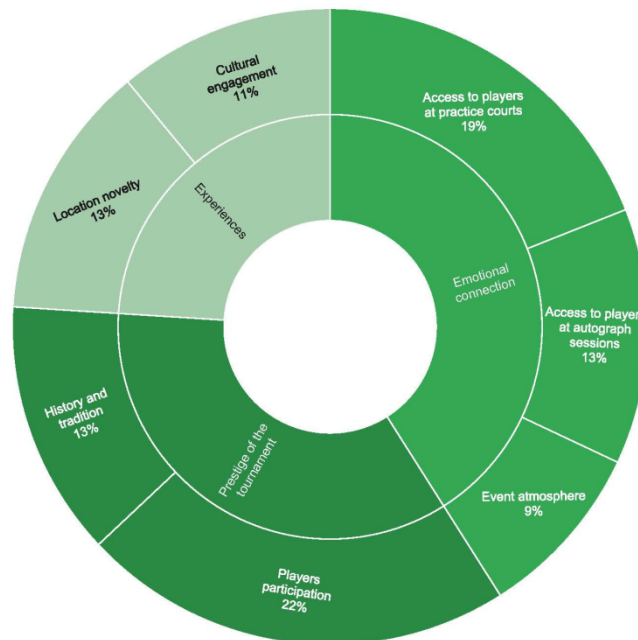 Cultural
engagement
11%
Access to players
at practice courts
19%
Location novelty
13%
Experiences
Emotional
connection
Access to player
at autograph
sessions
13%
History and
tradition
13%
Prestige of the
tournament
Event atmosphere
9%
Players
participation
22%